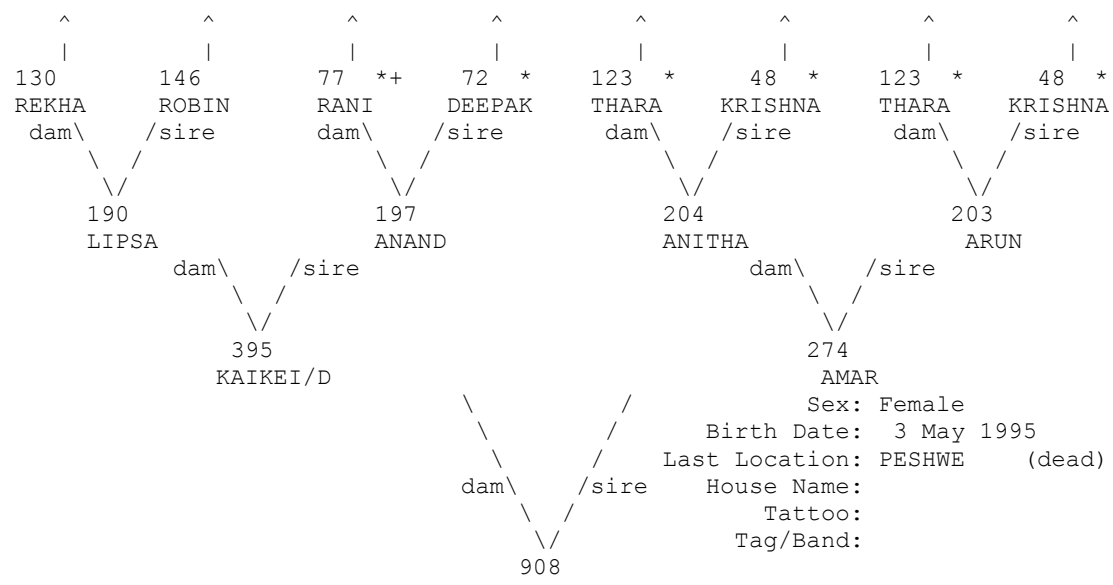 ^ ^ ^ ^ ^ ^ ^ ^
| | | | | | | |
130 146 77 *+ 72 * 123 * 48 * 123 * 48 *
REKHA ROBIN RANI DEEPAK THARA KRISHNA THARA KRISHNA
dam\ /sire dam\ /sire dam\ /sire dam\ /sire
\ / \ / \ / \ /
\/ \/ \/ \/
190 197 204 203
LIPSA ANAND ANITHA ARUN
dam\ /sire dam\ /sire
\ / \ /
\/ \/
395 274
KAIKEI/D AMAR
\ / Sex: Female
\ / Birth Date: 3 May 1995
\ / Last Location: PESHWE (dead)
dam\ /sire House Name:
\ / Tattoo:
\/ Tag/Band:
908